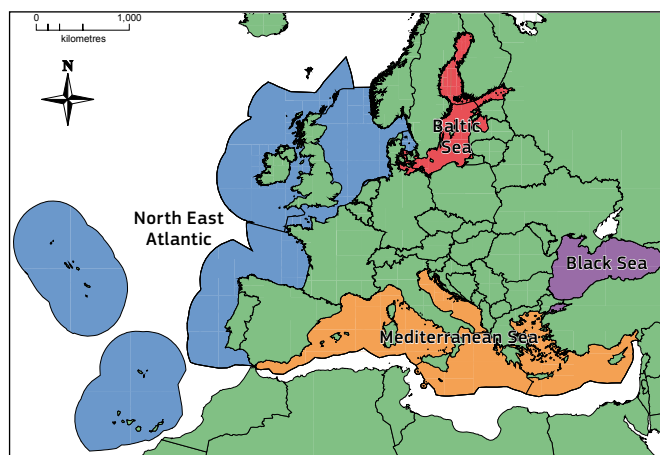 0 1,000
kilometres
N
Baltic
Sea
North East
Atlantic
Black Sea
Mediterranean Sea